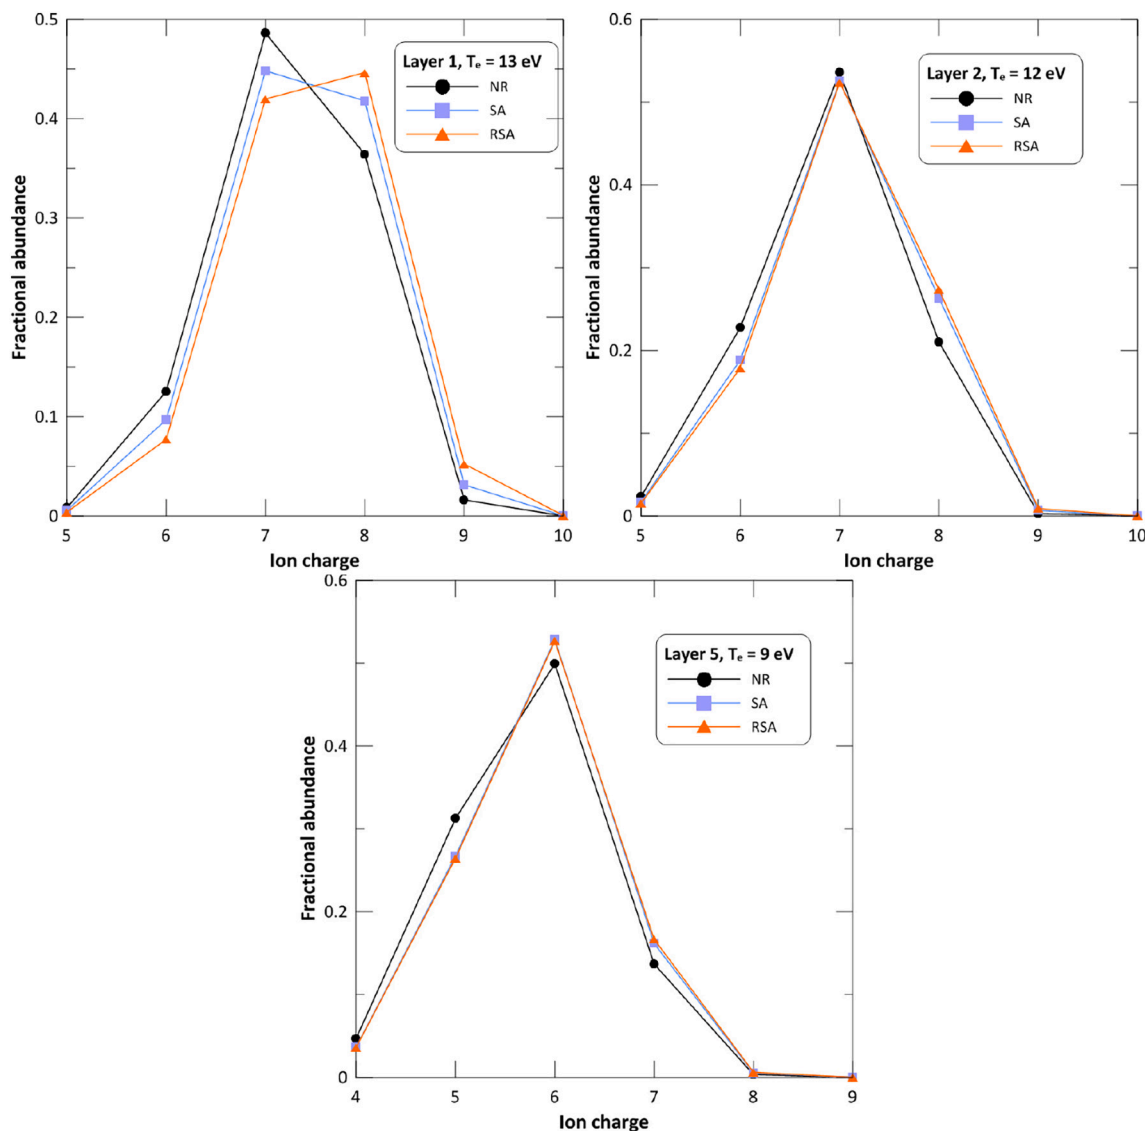 Layer 1, Tₑ = 13 eV
NR
SA
RSA
Fractional abundance
0.5
0.4
0.3
0.2
0.1
0
5 6 7 8 9 10
Ion charge
Layer 2, Tₑ = 12 eV
NR
SA
RSA
Fractional abundance
0.6
0.4
0.2
0
5 6 7 8 9 10
Ion charge
Layer 5, Tₑ = 9 eV
NR
SA
RSA
Fractional abundance
0.6
0.4
0.2
0
4 5 6 7 8 9
Ion charge